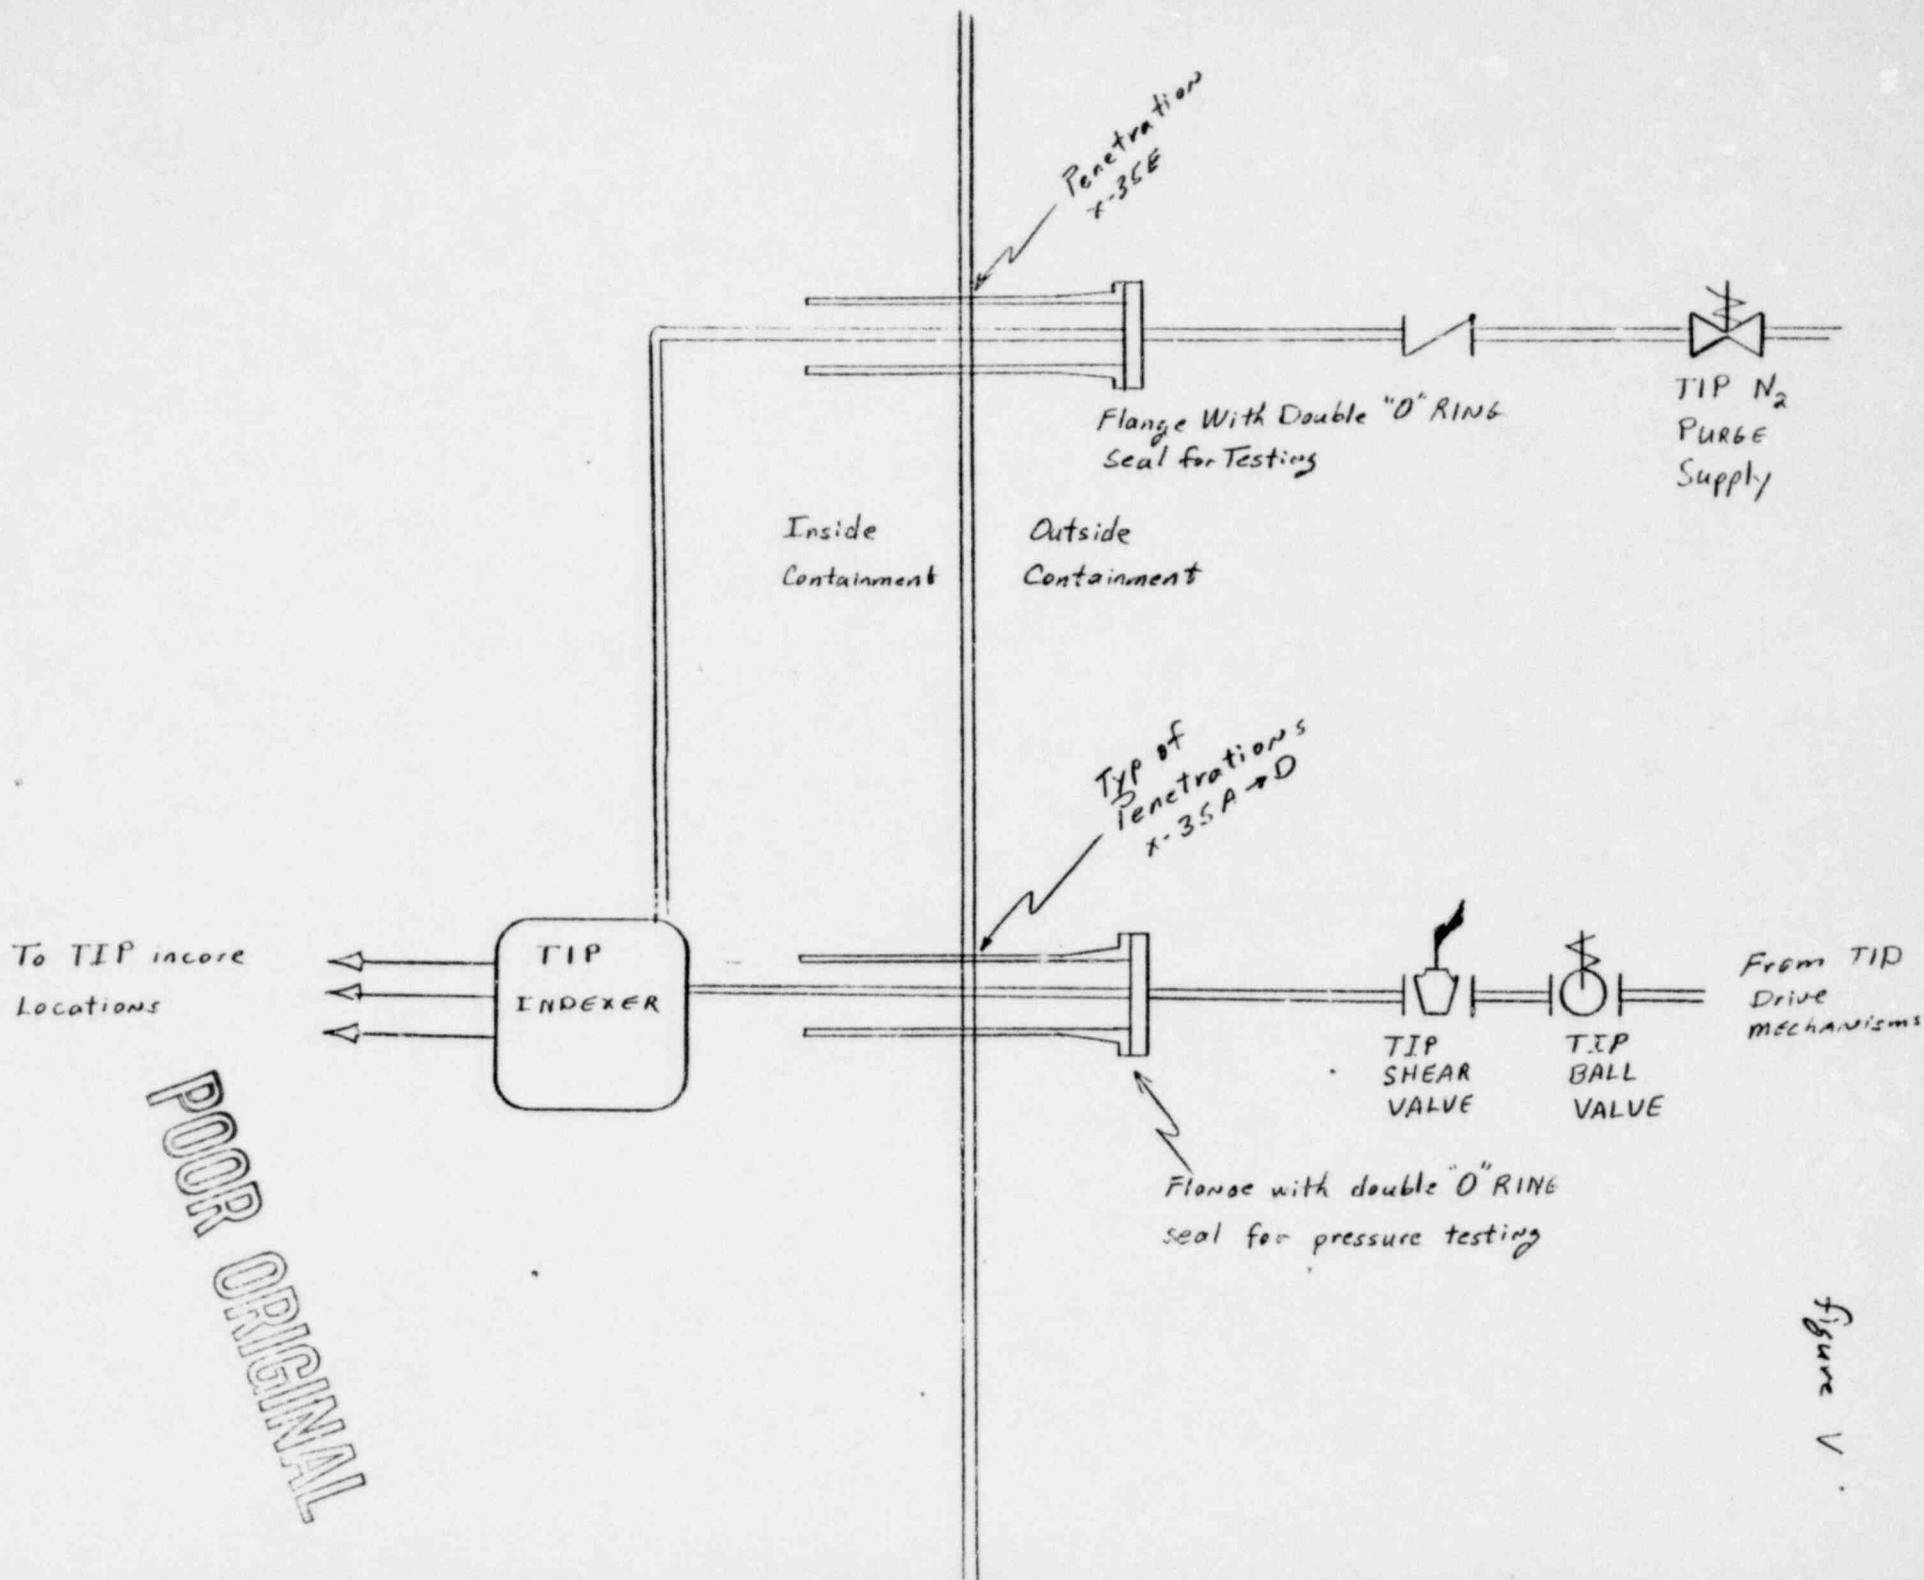 Penetration
x-35E
Flange With Double "O" RING
seal for Testing
TIP N2
PURGE
Supply
Inside
Containment
Outside
Containment
Typ of
Penetrations
x-35A→D
To TIP incore
Locations
TIP
INDEXER
From TIP
Drive
mechanisms
TIP
SHEAR
VALVE
TIP
BALL
VALVE
Flange with double "O" RING
seal for pressure testing
POOR ORIGINAL
figure V